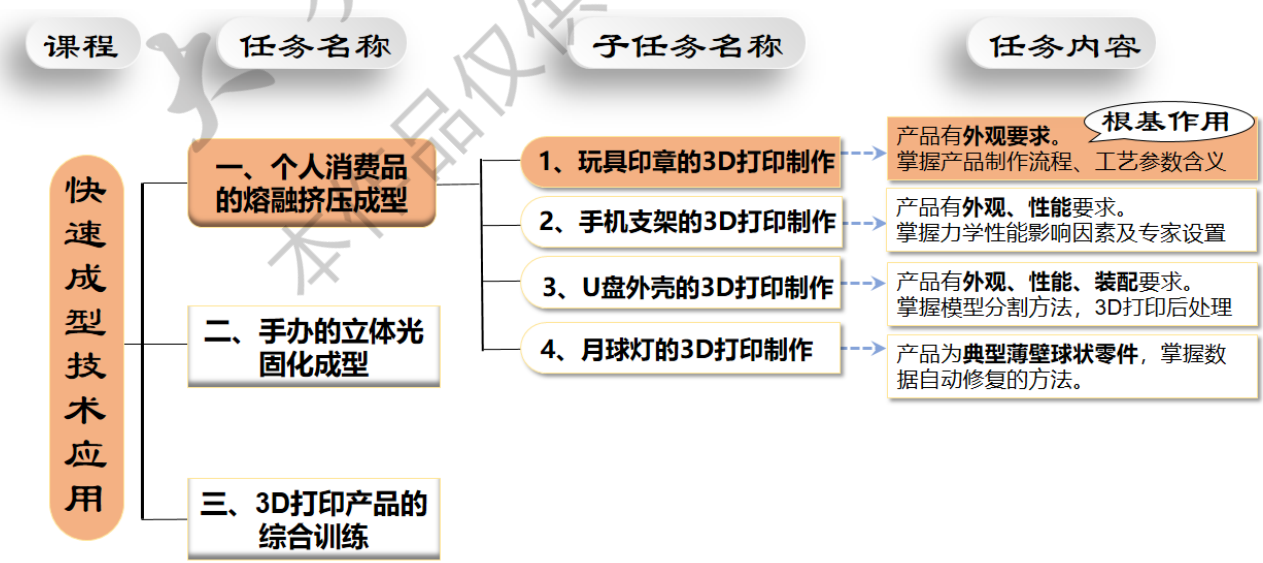 课程
任务名称
子任务名称
任务内容
快速成型技术应用
一、个人消费品
的熔融挤压成型
二、手办的立体光
固化成型
三、3D打印产品的
综合训练
1、玩具印章的3D打印制作
2、手机支架的3D打印制作
3、U盘外壳的3D打印制作
4、月球灯的3D打印制作
根基作用
产品有外观要求。
掌握产品制作流程、工艺参数含义
产品有外观、性能要求。
掌握力学性能影响因素及专家设置
产品有外观、性能、装配要求。
掌握模型分割方法，3D打印后处理
产品为典型薄壁球状零件，掌握数
据自动修复的方法。
本作品仅供